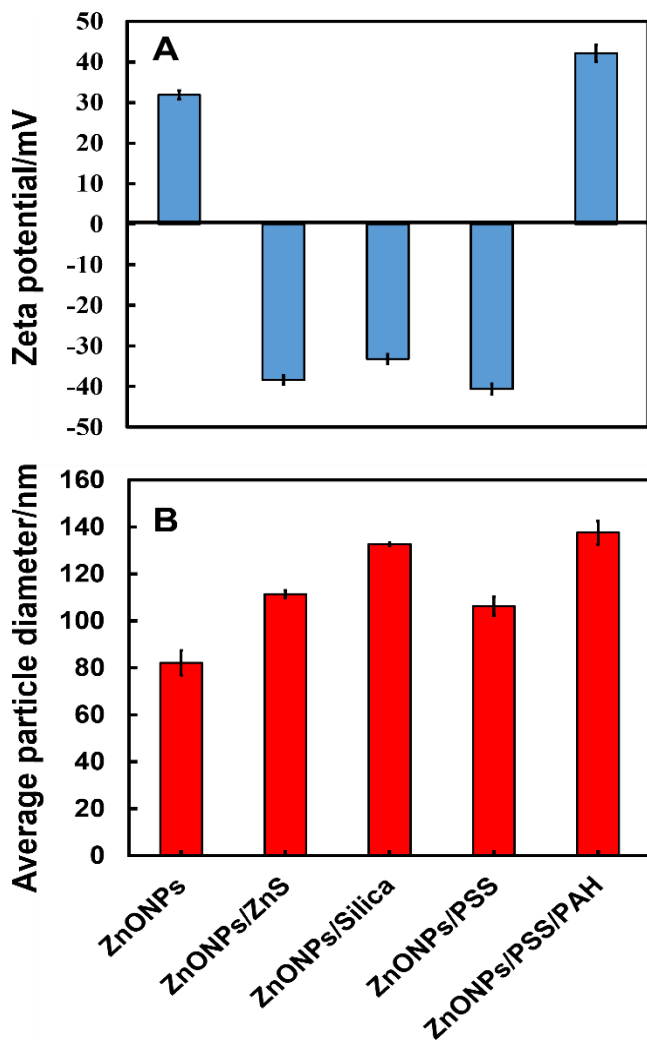 A
Zeta potential/mV
50
40
30
20
10
0
-10
-20
-30
-40
-50
B
Average particle diameter/nm
160
140
120
100
80
60
40
20
0
ZnONPs
ZnONPs/ZnS
ZnONPs/Silica
ZnONPs/PSS
ZnONPs/PSS/PAH